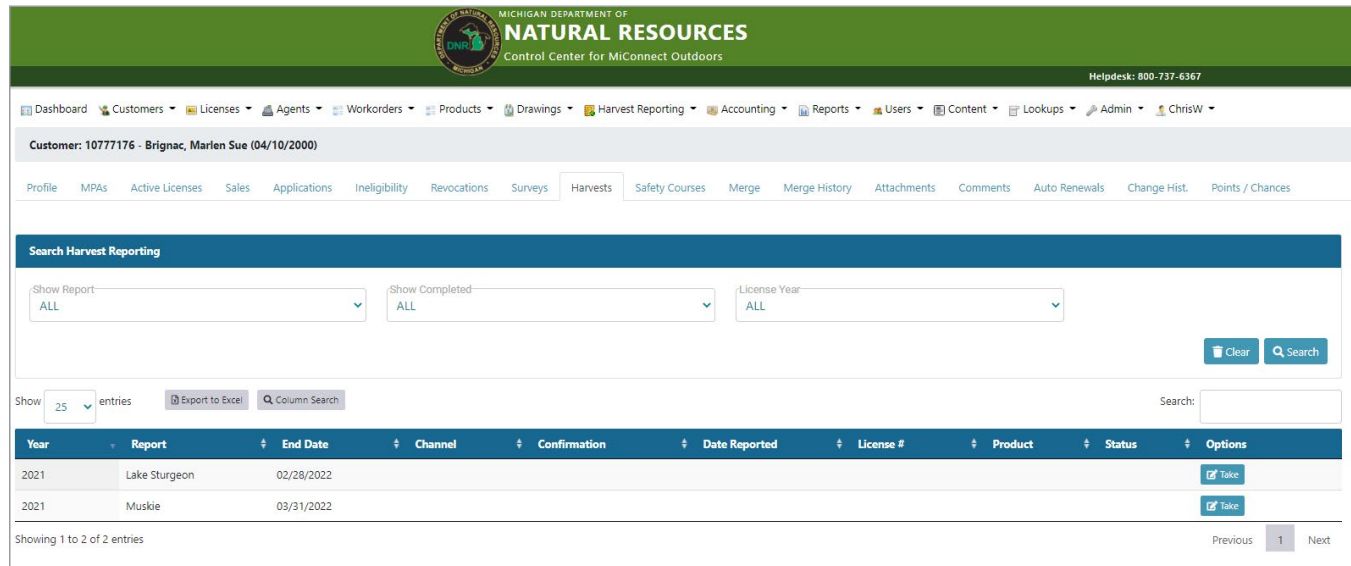 MICHIGAN DEPARTMENT OF
NATURAL RESOURCES
Control Center for MiConnect Outdoors
DEPARTMENT OF NATURAL RESOURCES
DNR
MICHIGAN
Helpdesk: 800-737-6367
Dashboard Customers Licenses Agents Workorders Products Drawings Harvest Reporting Accounting Reports Users Content Lookups Admin ChrisW
Customer: 10777176 - Brignac, Marlen Sue (04/10/2000)
Profile MPAs Active Licenses Sales Applications Ineligibility Revocations Surveys Harvests Safety Courses Merge Merge History Attachments Comments Auto Renewals Change Hist. Points / Chances
Search Harvest Reporting
Show Report Show Completed License Year
ALL ALL ALL
Clear Search
Show 25 entries Export to Excel Column Search Search:
Year Report End Date Channel Confirmation Date Reported License # Product Status Options
2021 Lake Sturgeon 02/28/2022 Take
2021 Muskie 03/31/2022 Take
Showing 1 to 2 of 2 entries Previous 1 Next